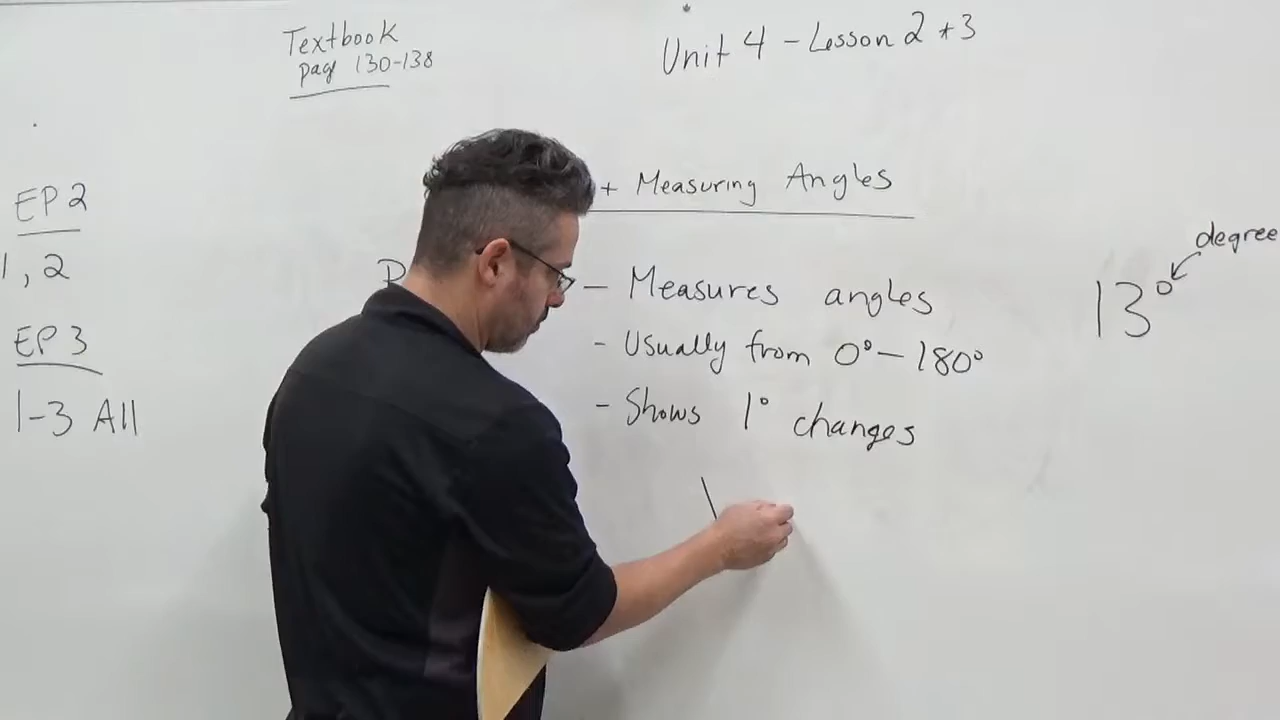 Textbook
pag 130-138
Unit 4 - Lesson 2 + 3
+ Measuring Angles
EP 2
1, 2
EP 3
1-3 All
- Measures angles
- Usually from 0° - 180°
- Shows 1° changes
degree
13°